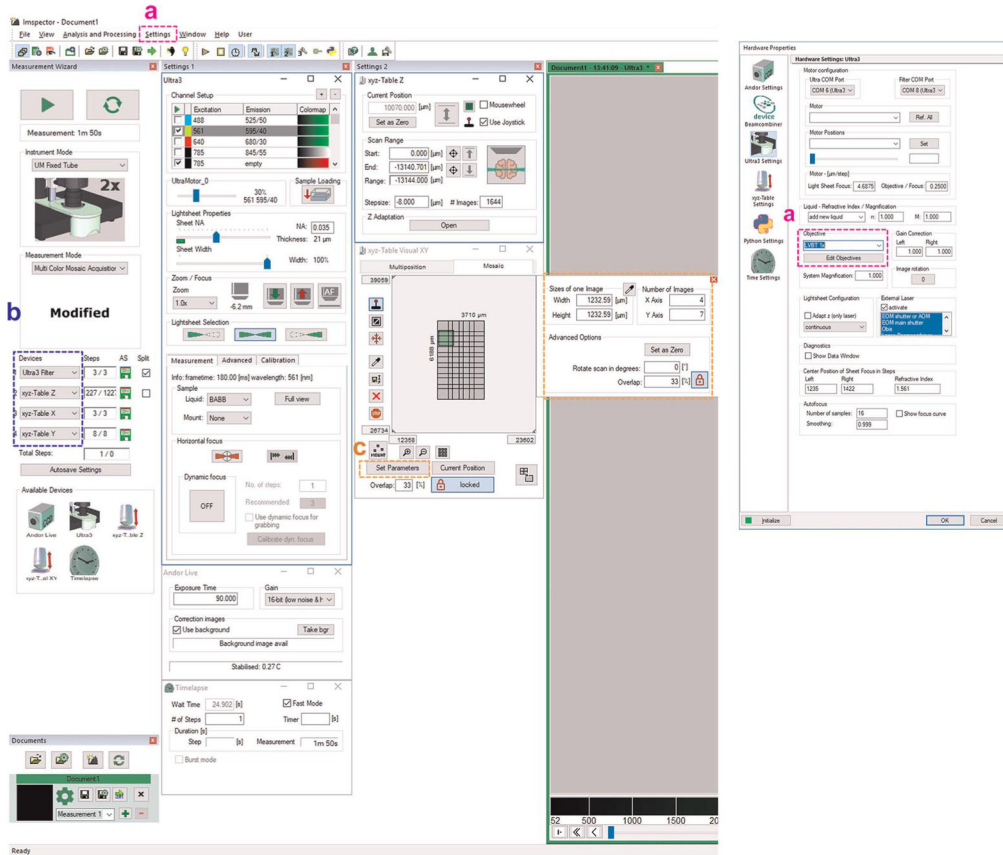 a
Imspector - Document1
File View Analysis and Processing Settings Window Help User
Measurement Wizard
Measurement: 1m 50s
Instrument Mode
UM Fixed Tube
2x
Measurement Mode
Multi Color Mosaic Acquisition
b Modified
Devices Steps AS Split
Ultra3 Filter 3 / 3
xyz-Table Z 227 / 122
xyz-Table X 3 / 3
4 xyz-Table Y 8 / 8
Total Steps: 1 / 0
Autosave Settings
Available Devices
Andor Live Ultra3 xyz-T..ble Z
xyz-T..al XY Timelapse
Documents
Document1
Measurement 1
Ready
Settings 1
Ultra3
Channel Setup + -
Excitation Emission Colormap
488 525/50
561 595/40
640 680/30
785 845/55
785 empty
UltraMotor_0
30%
561 595/40
Sample Loading
Lightsheet Properties
Sheet NA NA: 0.035
Thickness: 21 µm
Sheet Width
Width: 100%
Zoom / Focus
Zoom
1.0x
-6.2 mm
AF
Lightsheet Selection
Measurement Advanced Calibration
Info: frametime: 180.00 [ms] wavelength: 561 [nm]
Sample
Liquid: BABB Full view
Mount: None
Horizontal focus
Dynamic focus
OFF
No. of steps: 1
Recommended: 3
Use dynamic focus for
grabbing
Calibrate dyn. focus
Andor Live
Exposure Time Gain
90.000 16-bit (low noise & h
Correction images
Use background Take bgr
Background image avail
Stabilised: 0.27 C
Timelapse
Wait Time 24.902 [s] Fast Mode
# of Steps 1 Timer [s]
Duration [s]
Step [s] Measurement 1m 50s
Burst mode
Settings 2
xyz-Table Z
Current Position
10070.000 [µm] Mousewheel
Set as Zero Use Joystick
Scan Range
Start: 0.000 [µm]
End: -13140.701 [µm]
Range: -13144.000 [µm]
Stepsize: -8.000 [µm] # Images: 1644
Z Adaptation
Open
xyz-Table Visual XY
Multiposition Mosaic
39059
3710 µm
6188 µm
26734
12358 23602
c
Set Parameters Current Position
Overlap: 33 [%] locked
Document1 - 13:41:09 - Ultra3 *
Sizes of one Image Number of Images
Width 1232.59 [µm] X Axis 4
Height 1232.59 [µm] Y Axis 7
Advanced Options
Set as Zero
Rotate scan in degrees: 0 [°]
Overlap: 33 [%]
52 500 1000 1500 20
Hardware Properties
Andor Settings
device
Beamcombiner
Ultra3 Settings
xyz-Table
Settings
Python Settings
Time Settings
Hardware Settings: Ultra3
Motor configuration
Ultra COM Port Filter COM Port
COM 6 (Ultra3 COM 8 (Ultra3
Motor
Ref. All
Motor Positions
Set
Motor - [µm/step]
Light Sheet Focus: 4.6875 Objective / Focus 0.2500
Liquid - Refractive Index / Magnification
add new liquid n: 1.000 M: 1.000
a
Objective Gain Correction
Left Right
1.000 1.000
Edit Objectives
System Magnification: 1.000
Image rotation
0
Lightsheet Configuration External Laser
Adapt z (only laser) activate
continuous
EOM shutter or AOM
EOM main shutter
Obis
Diagnostics
Show Data Window
Center Position of Sheet Focus in Steps
Left Right Refractive Index
1235 1422 1.561
Autofocus
Number of samples: 16 Show focus curve
Smoothing: 0.999
Initialize OK Cancel